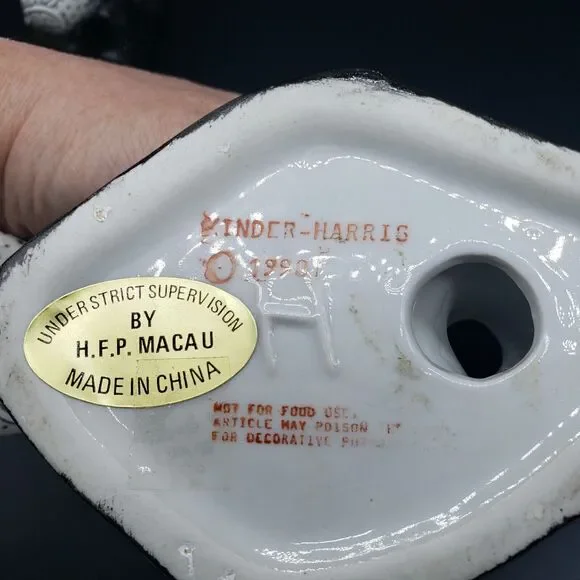 KINDER-HARRIS
© 1990
H
UNDER STRICT SUPERVISION
BY
H.F.P. MACAU
MADE IN CHINA
NOT FOR FOOD USE.
ARTICLE MAY POISON
FOR DECORATIVE